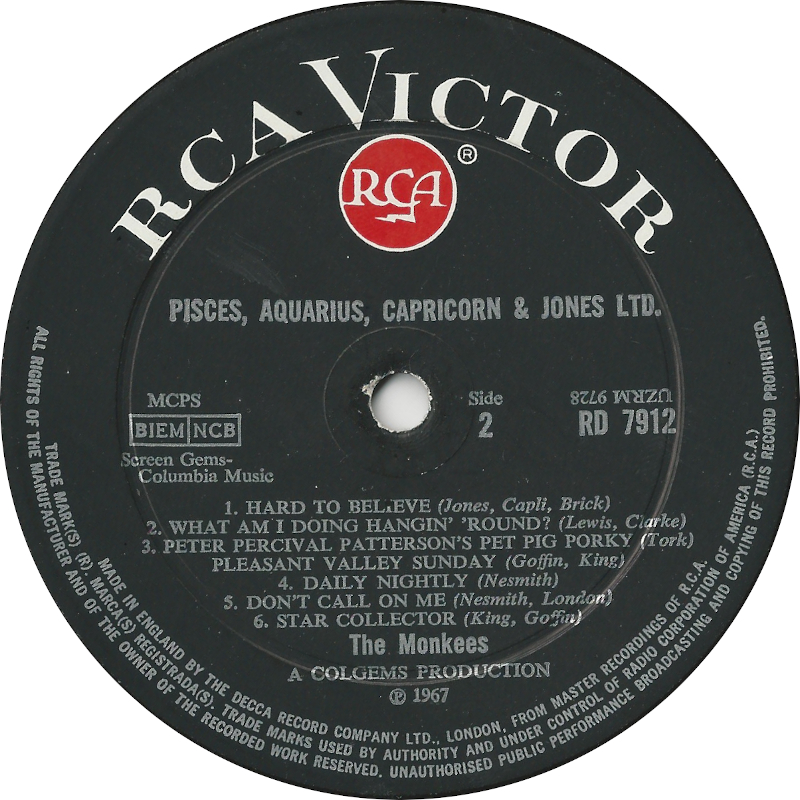 RCA VICTOR
RCA
®
PISCES, AQUARIUS, CAPRICORN & JONES LTD.
MCPS
BIEM NCB
Screen Gems-
Columbia Music
Side
2
UZRM 9728
RD 7912
1. HARD TO BELIEVE (Jones, Capli, Brick)
2. WHAT AM I DOING HANGIN' 'ROUND? (Lewis, Clarke)
3. PETER PERCIVAL PATTERSON'S PET PIG PORKY (Tork)
PLEASANT VALLEY SUNDAY (Goffin, King)
4. DAILY NIGHTLY (Nesmith)
5. DON'T CALL ON ME (Nesmith, London)
6. STAR COLLECTOR (King, Goffin)
The Monkees
A COLGEMS PRODUCTION
℗ 1967
MADE IN ENGLAND BY THE DECCA RECORD COMPANY LTD., LONDON, FROM MASTER RECORDINGS OF R.C.A.
TRADE MARK(S) (R). MARCA(S) REGISTRADA(S). TRADE MARKS USED BY AUTHORITY AND UNDER CONTROL OF RADIO CORPORATION OF AMERICA (R.C.A.)
ALL RIGHTS OF THE MANUFACTURER AND OF THE OWNER OF THE RECORDED WORK RESERVED. UNAUTHORISED PUBLIC PERFORMANCE BROADCASTING AND COPYING OF THIS RECORD PROHIBITED.